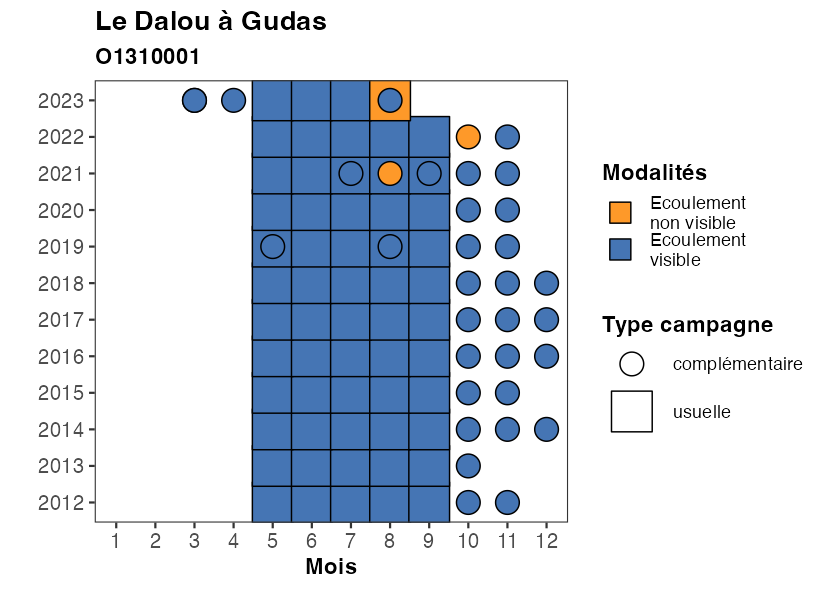 Le Dalou à Gudas
O1310001
2023
2022
2021
2020
2019
2018
2017
2016
2015
2014
2013
2012
1 2 3 4 5 6 7 8 9 10 11 12
Mois
Modalités
Ecoulement
non visible
Ecoulement
visible
Type campagne
complémentaire
usuelle